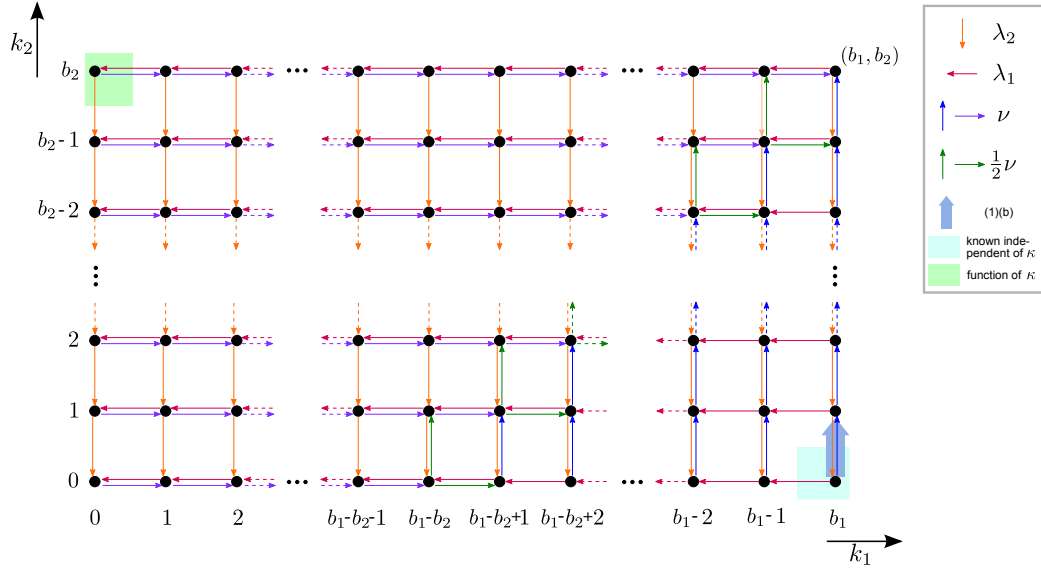 k₂
b₂
(b₁, b₂)
b₂-1
b₂-2
2
1
0
0 1 2 b₁-b₂-1 b₁-b₂ b₁-b₂+1 b₁-b₂+2 b₁-2 b₁-1 b₁
k₁
λ₂
λ₁
ν
½ν
(1)(b)
known inde-
pendent of κ
function of κ